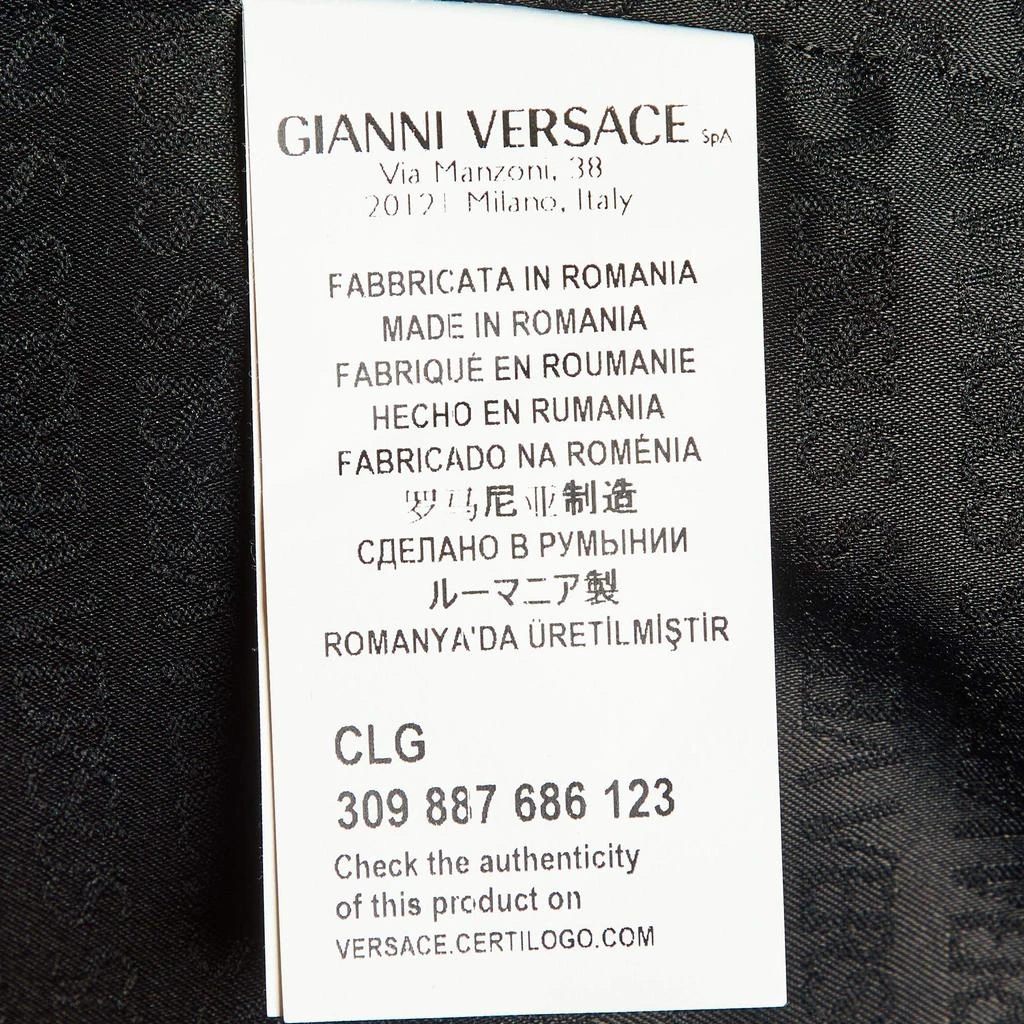 GIANNI VERSACE SpA
Via Manzoni, 38
20121 Milano, Italy
FABBRICATA IN ROMANIA
MADE IN ROMANIA
FABRIQUÉ EN ROUMANIE
HECHO EN RUMANIA
FABRICADO NA ROMÉNIA
罗马尼亚制造
СДЕЛАНО В РУМЫНИИ
ルーマニア製
ROMANYA'DA ÜRETİLMİŞTİR
CLG
309 887 686 123
Check the authenticity
of this product on
VERSACE.CERTILOGO.COM